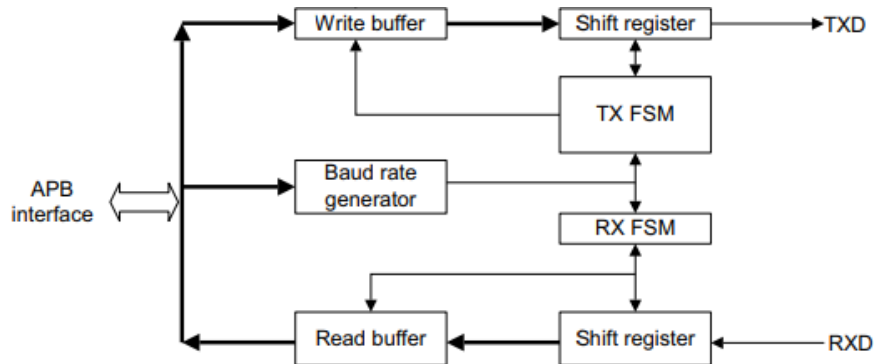 Write buffer
Shift register
TXD
TX FSM
APB
interface
Baud rate
generator
RX FSM
Read buffer
Shift register
RXD